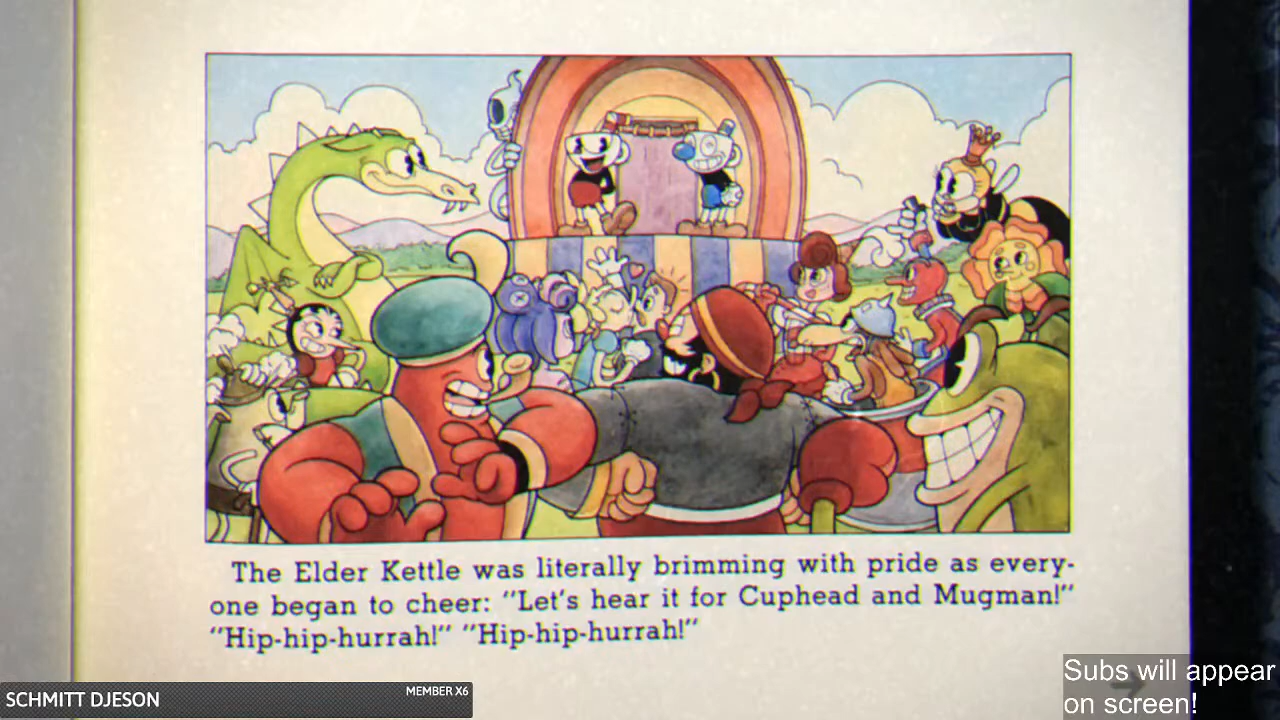 The Elder Kettle was literally brimming with pride as every-
one began to cheer: “Let's hear it for Cuphead and Mugman!”
“Hip-hip-hurrah!” “Hip-hip-hurrah!”
SCHMITT DJESON
MEMBER X6
Subs will appear
on screen!